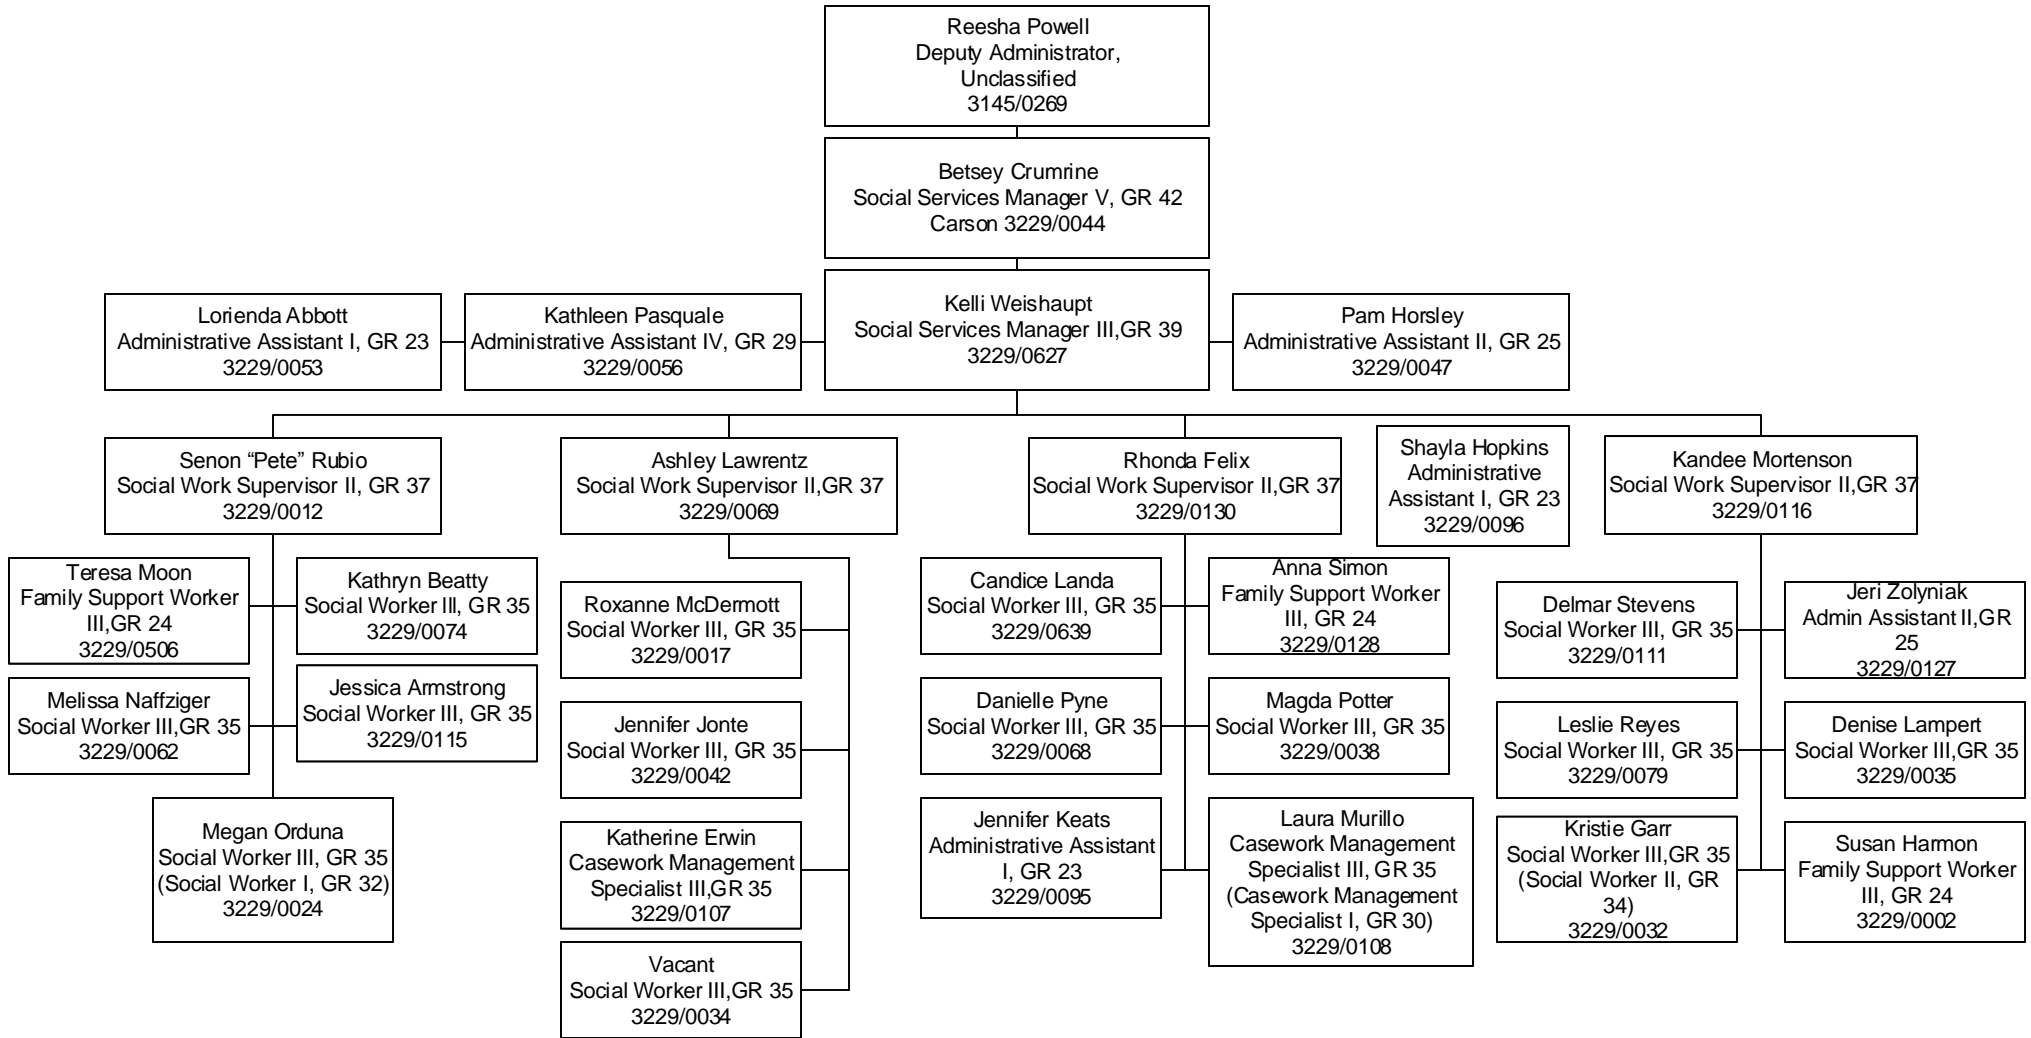 Reesha Powell
Deputy Administrator,
Unclassified
3145/0269
Betsey Crumrine
Social Services Manager V, GR 42
Carson 3229/0044
Lorienda Abbott
Administrative Assistant I, GR 23
3229/0053
Kathleen Pasquale
Administrative Assistant IV, GR 29
3229/0056
Kelli Weishaupt
Social Services Manager III,GR 39
3229/0627
Pam Horsley
Administrative Assistant II, GR 25
3229/0047
Senon “Pete” Rubio
Social Work Supervisor II, GR 37
3229/0012
Ashley Lawrentz
Social Work Supervisor II,GR 37
3229/0069
Rhonda Felix
Social Work Supervisor II,GR 37
3229/0130
Shayla Hopkins
Administrative
Assistant I, GR 23
3229/0096
Kandee Mortenson
Social Work Supervisor II,GR 37
3229/0116
Teresa Moon
Family Support Worker
III,GR 24
3229/0506
Kathryn Beatty
Social Worker III, GR 35
3229/0074
Melissa Naffziger
Social Worker III,GR 35
3229/0062
Jessica Armstrong
Social Worker III, GR 35
3229/0115
Megan Orduna
Social Worker III, GR 35
(Social Worker I, GR 32)
3229/0024
Roxanne McDermott
Social Worker III, GR 35
3229/0017
Jennifer Jonte
Social Worker III, GR 35
3229/0042
Katherine Erwin
Casework Management
Specialist III,GR 35
3229/0107
Vacant
Social Worker III,GR 35
3229/0034
Candice Landa
Social Worker III, GR 35
3229/0639
Anna Simon
Family Support Worker
III, GR 24
3229/0128
Danielle Pyne
Social Worker III, GR 35
3229/0068
Magda Potter
Social Worker III, GR 35
3229/0038
Jennifer Keats
Administrative Assistant
I, GR 23
3229/0095
Laura Murillo
Casework Management
Specialist III, GR 35
(Casework Management
Specialist I, GR 30)
3229/0108
Delmar Stevens
Social Worker III, GR 35
3229/0111
Jeri Zolyniak
Admin Assistant II,GR
25
3229/0127
Leslie Reyes
Social Worker III, GR 35
3229/0079
Denise Lampert
Social Worker III,GR 35
3229/0035
Kristie Garr
Social Worker III,GR 35
(Social Worker II, GR
34)
3229/0032
Susan Harmon
Family Support Worker
III, GR 24
3229/0002